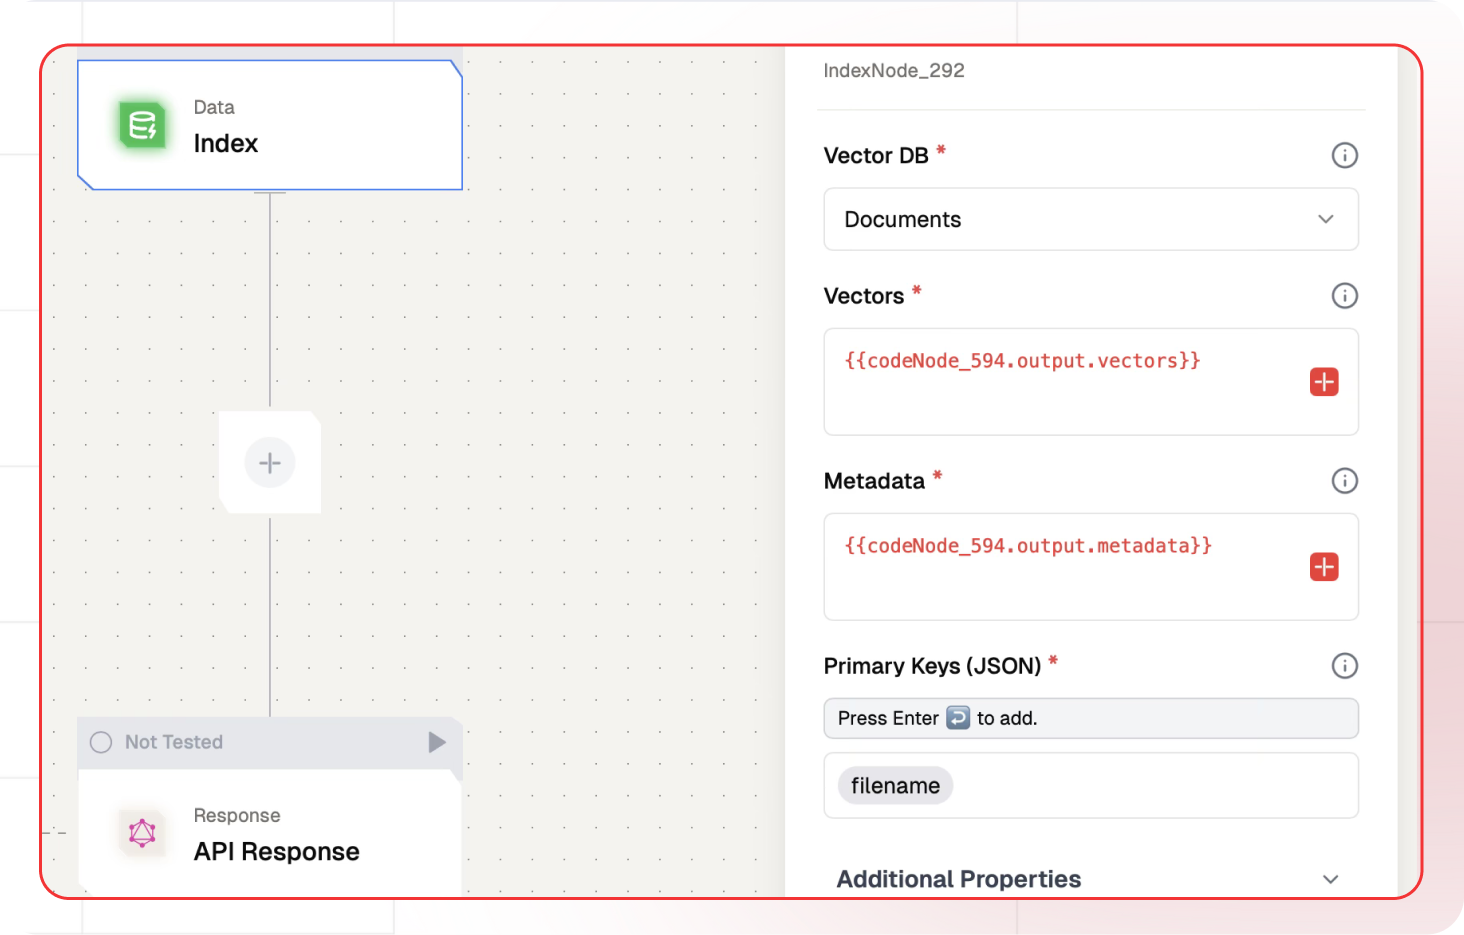 Data
Index
Not Tested
Response
API Response
IndexNode_292
Vector DB *
Documents
Vectors *
{{codeNode_594.output.vectors}}
Metadata *
{{codeNode_594.output.metadata}}
Primary Keys (JSON) *
Press Enter ↩️ to add.
filename
Additional Properties